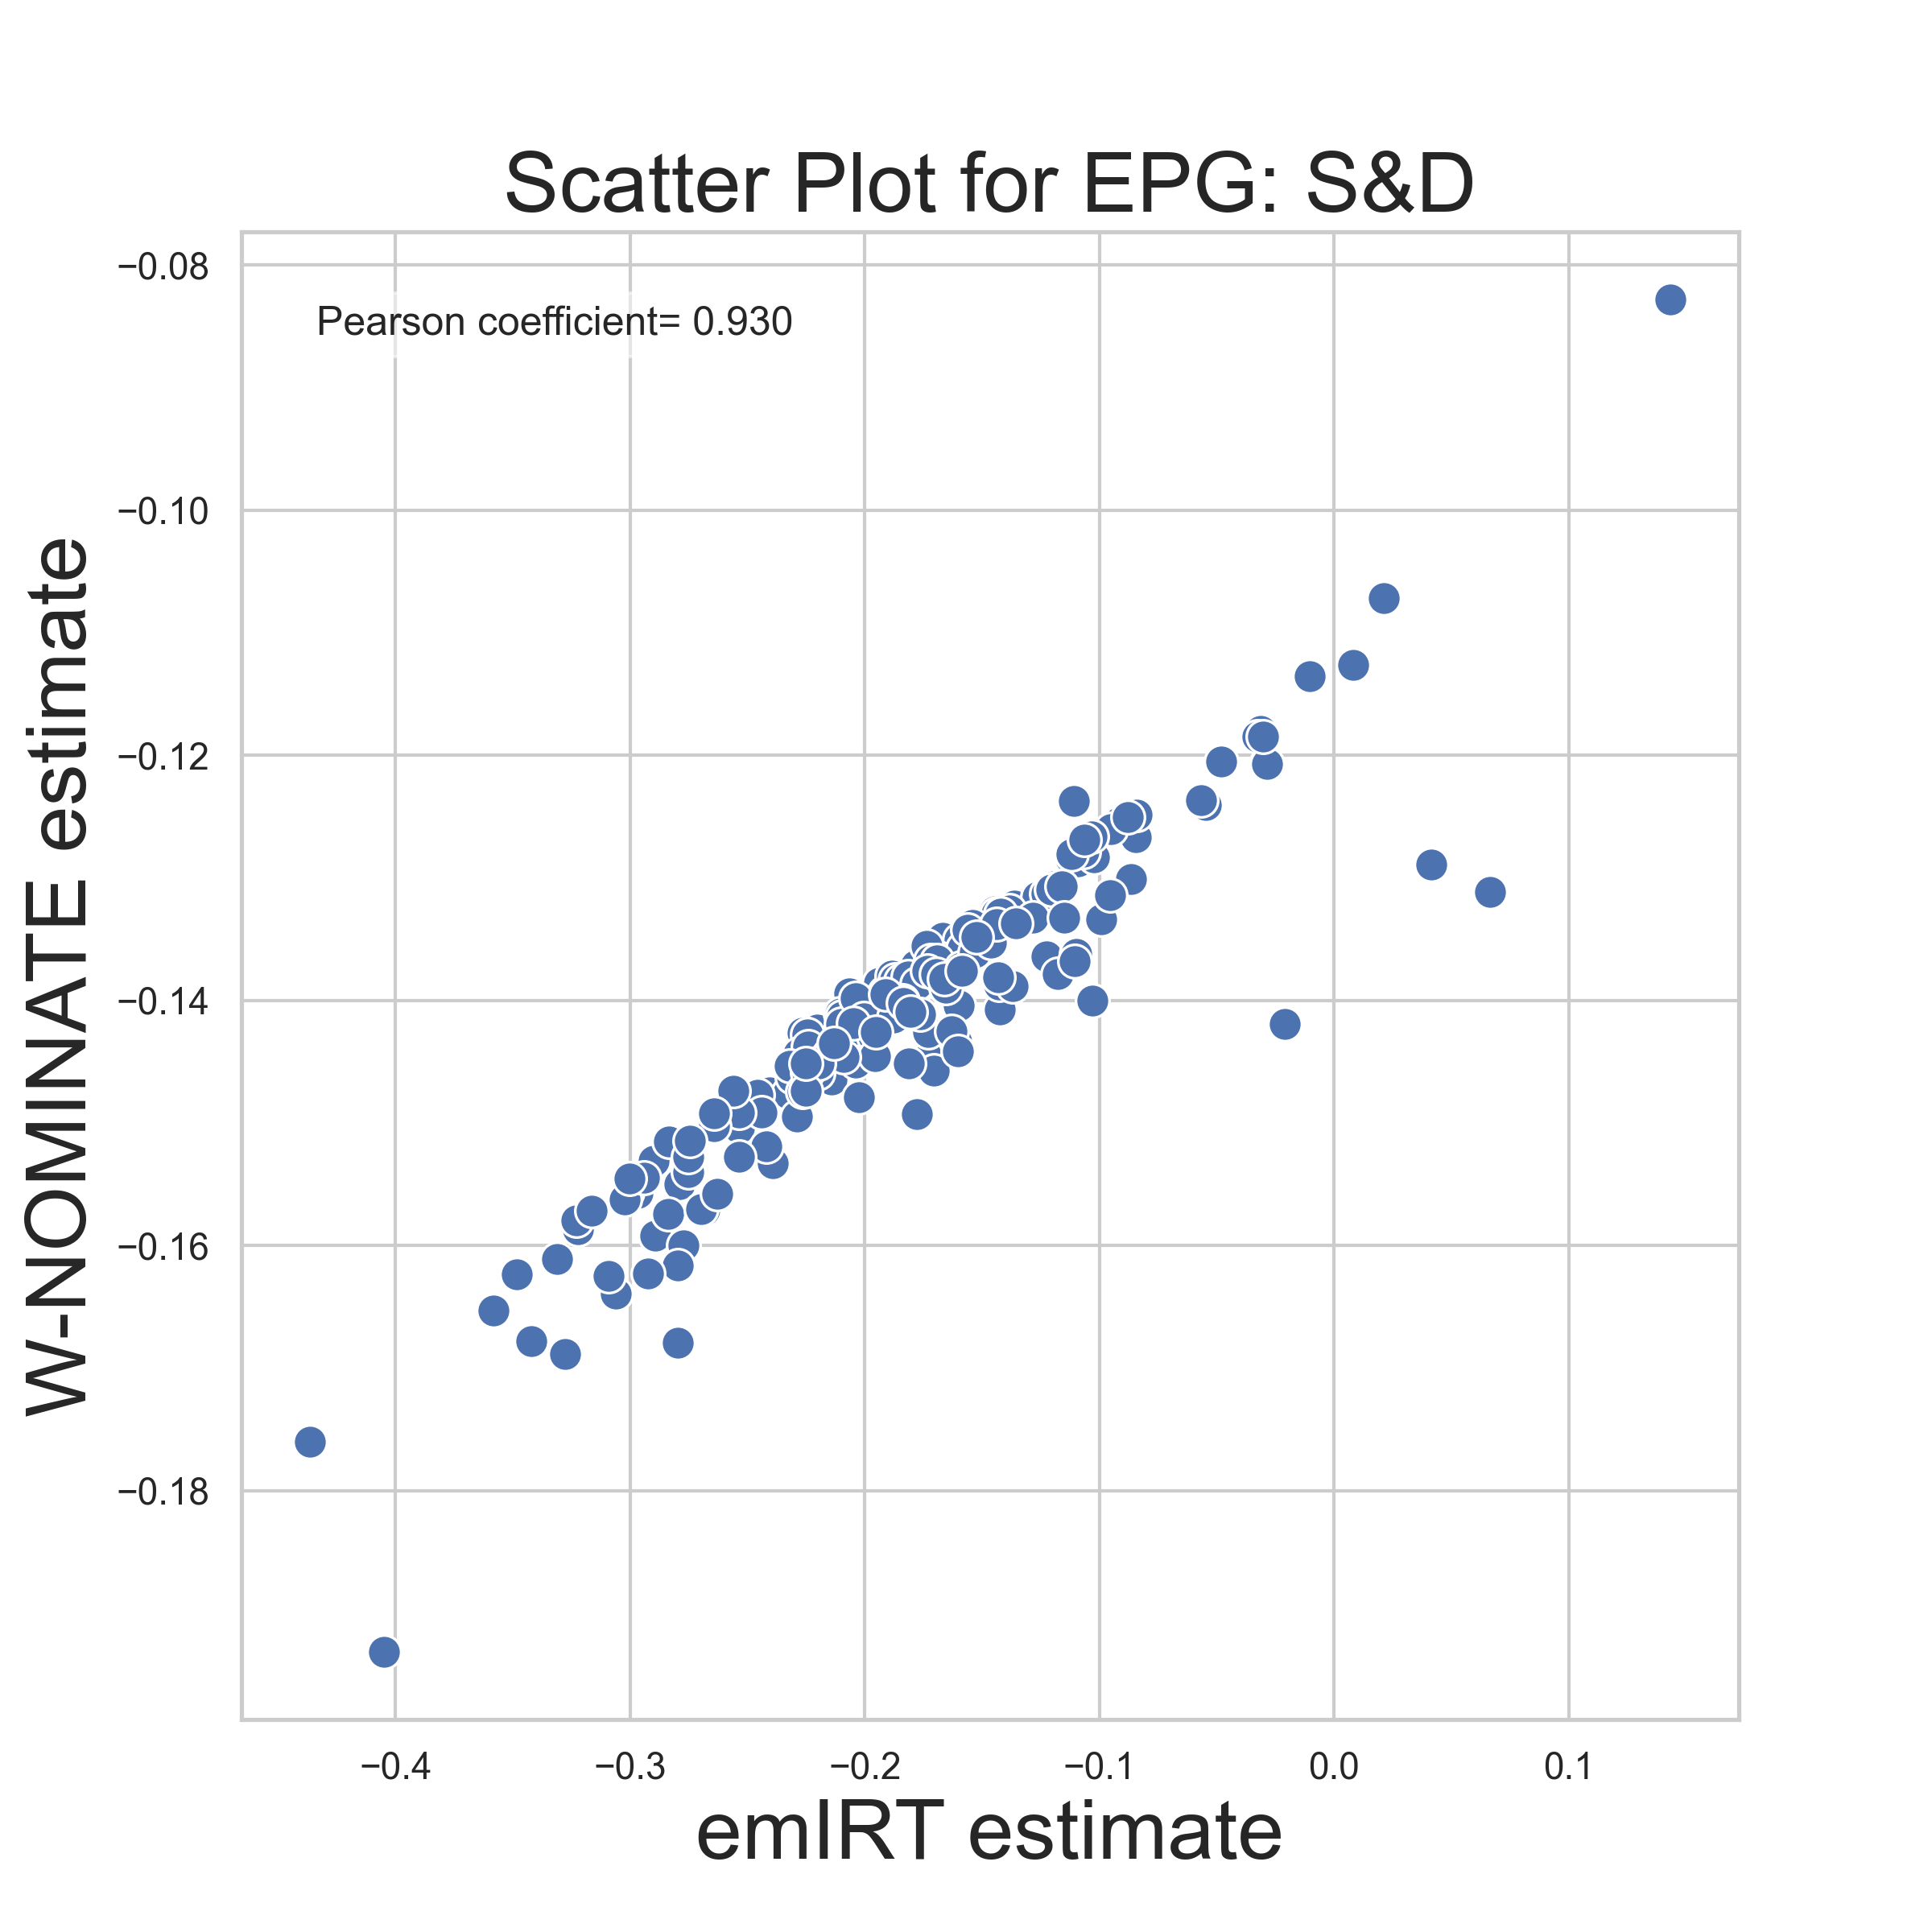 Scatter Plot for EPG: S&D
Pearson coefficient= 0.930
W-NOMINATE estimate
−0.08
−0.10
−0.12
−0.14
−0.16
−0.18
−0.4 −0.3 −0.2 −0.1 0.0 0.1
emIRT estimate